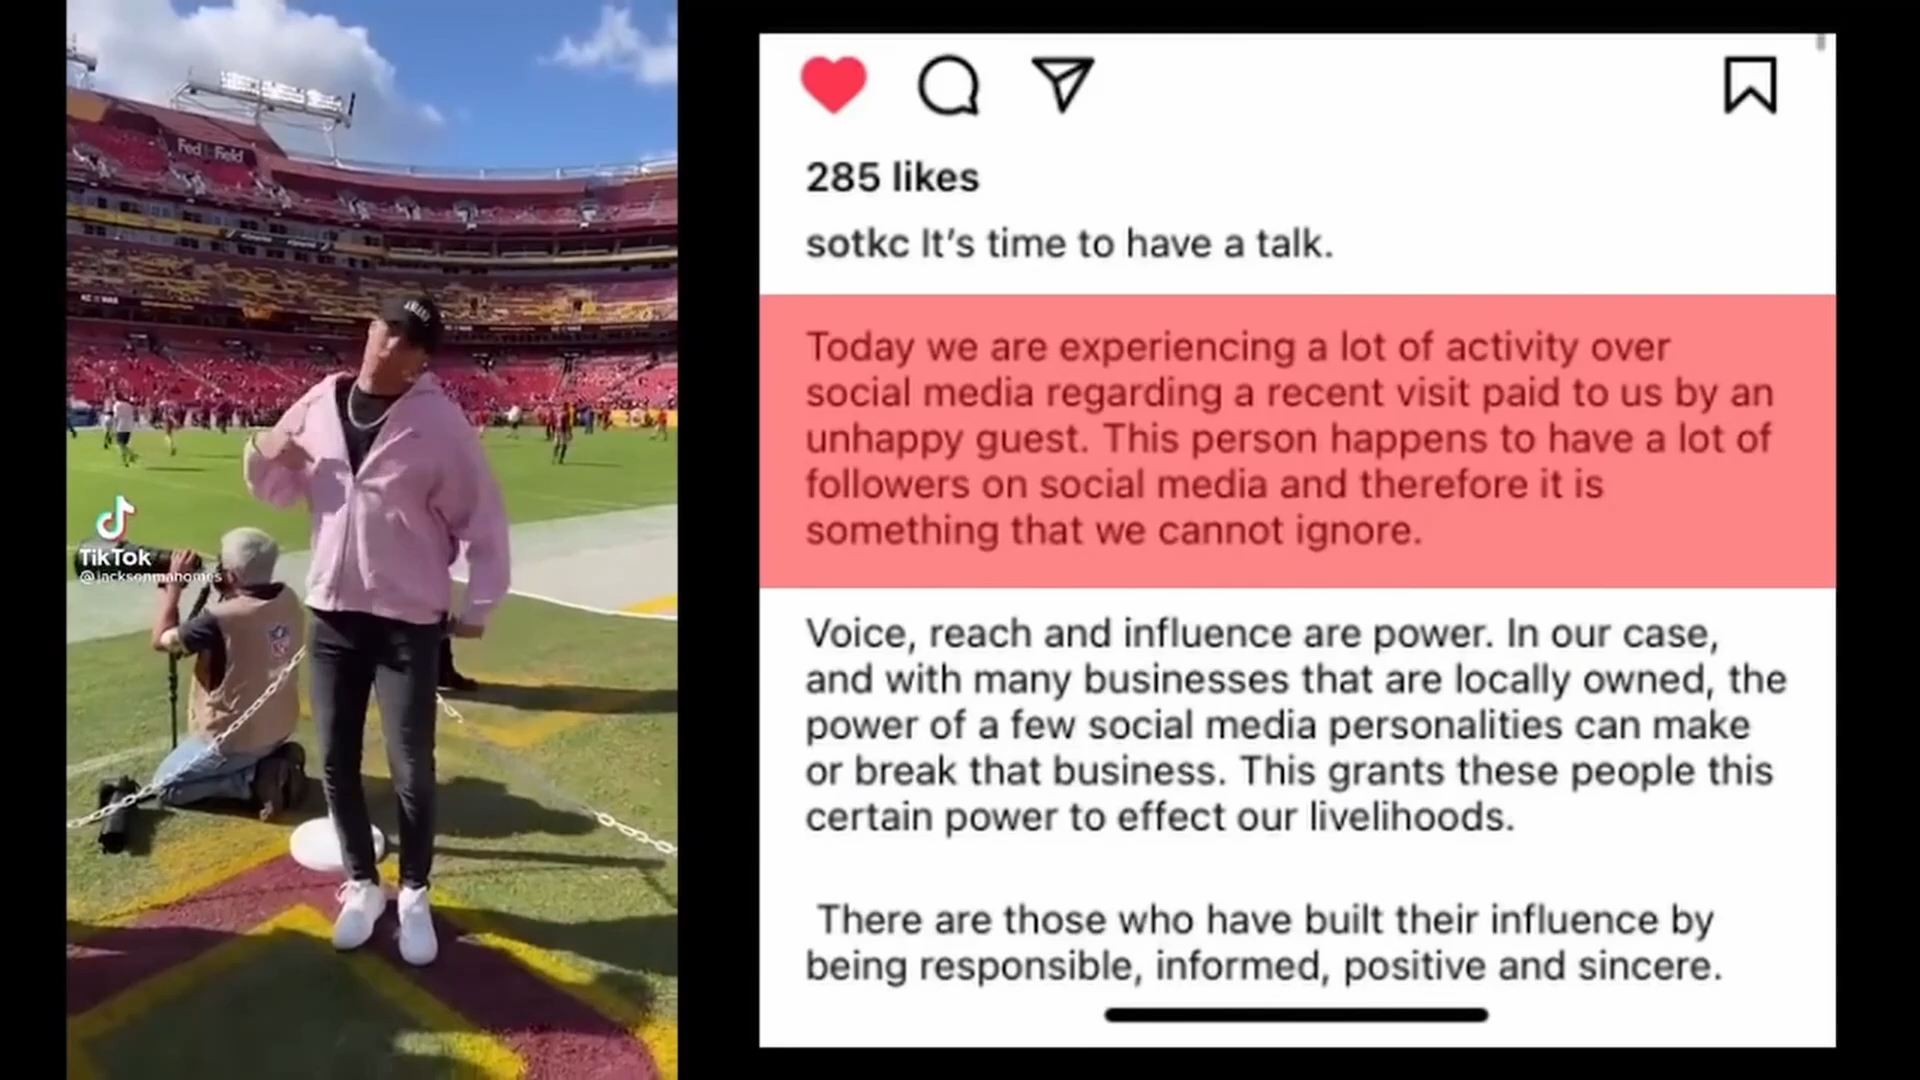 FedExField
TikTok
@jacksonmahomes
285 likes
sotkc It's time to have a talk.
Today we are experiencing a lot of activity over
social media regarding a recent visit paid to us by an
unhappy guest. This person happens to have a lot of
followers on social media and therefore it is
something that we cannot ignore.
Voice, reach and influence are power. In our case,
and with many businesses that are locally owned, the
power of a few social media personalities can make
or break that business. This grants these people this
certain power to effect our livelihoods.
There are those who have built their influence by
being responsible, informed, positive and sincere.